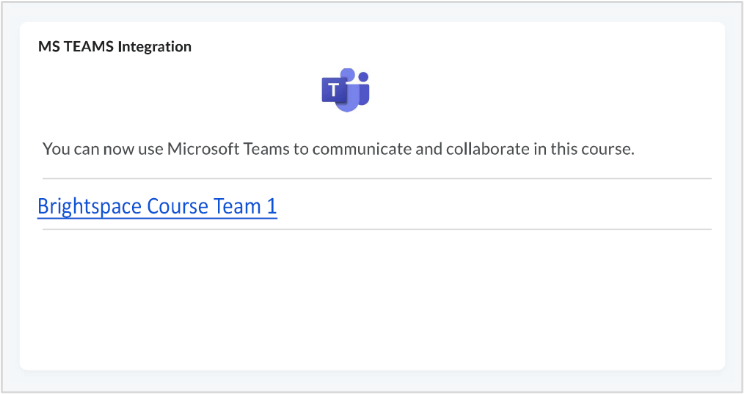 MS TEAMS Integration
T
You can now use Microsoft Teams to communicate and collaborate in this course.
Brightspace Course Team 1